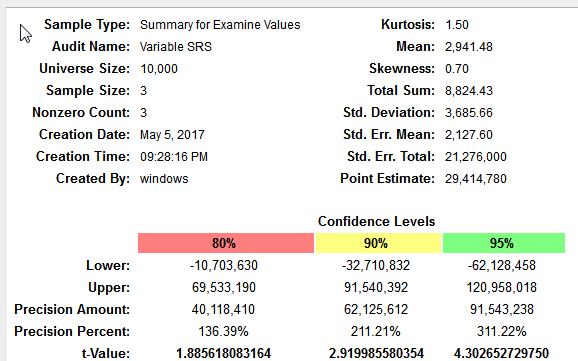 Sample Type: Summary for Examine Values Kurtosis: 1.50
Audit Name: Variable SRS Mean: 2,941.48
Universe Size: 10,000 Skewness: 0.70
Sample Size: 3 Total Sum: 8,824.43
Nonzero Count: 3 Std. Deviation: 3,685.66
Creation Date: May 5, 2017 Std. Err. Mean: 2,127.60
Creation Time: 09:28:16 PM Std. Err. Total: 21,276,000
Created By: windows Point Estimate: 29,414,780
Confidence Levels
80% 90% 95%
Lower: -10,703,630 -32,710,832 -62,128,458
Upper: 69,533,190 91,540,392 120,958,018
Precision Amount: 40,118,410 62,125,612 91,543,238
Precision Percent: 136.39% 211.21% 311.22%
t-Value: 1.885618083164 2.919985580354 4.302652729750